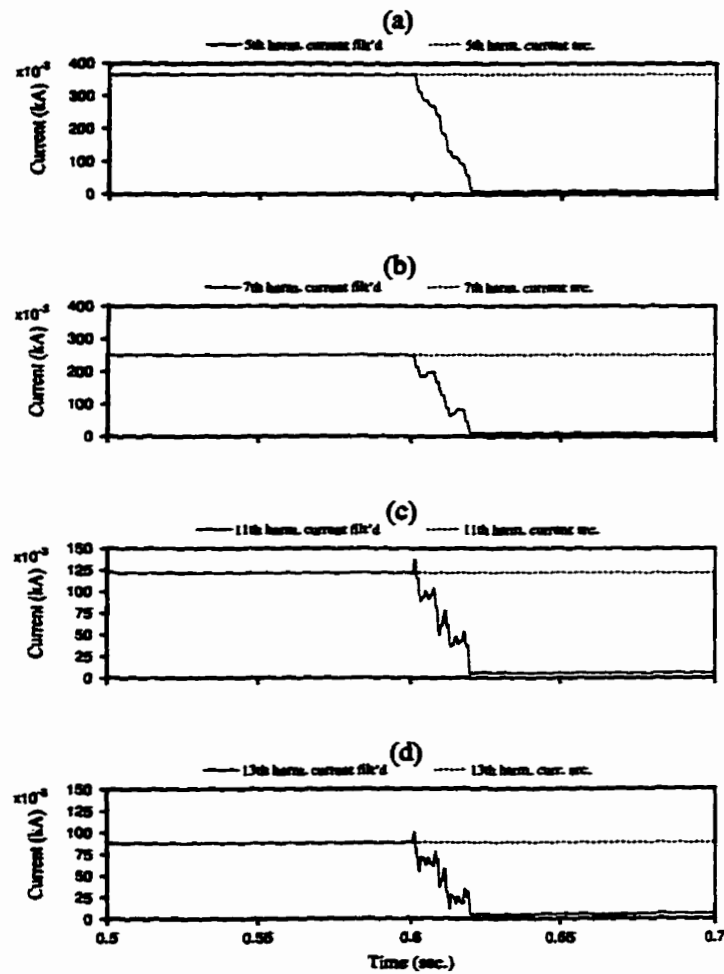 (a)
5th harm. current filt'd 5th harm. current src.
x10⁻³
400
300
200
100
0
Current (kA)
(b)
7th harm. current filt'd 7th harm. current src.
x10⁻³
400
300
200
100
0
Current (kA)
(c)
11th harm. current filt'd 11th harm. current src.
x10⁻³
150
125
100
75
50
25
0
Current (kA)
(d)
13th harm. current filt'd 13th harm. curr. src.
x10⁻³
150
125
100
75
50
25
0
Current (kA)
0.5 0.55 0.6 0.65 0.7
Time (sec.)